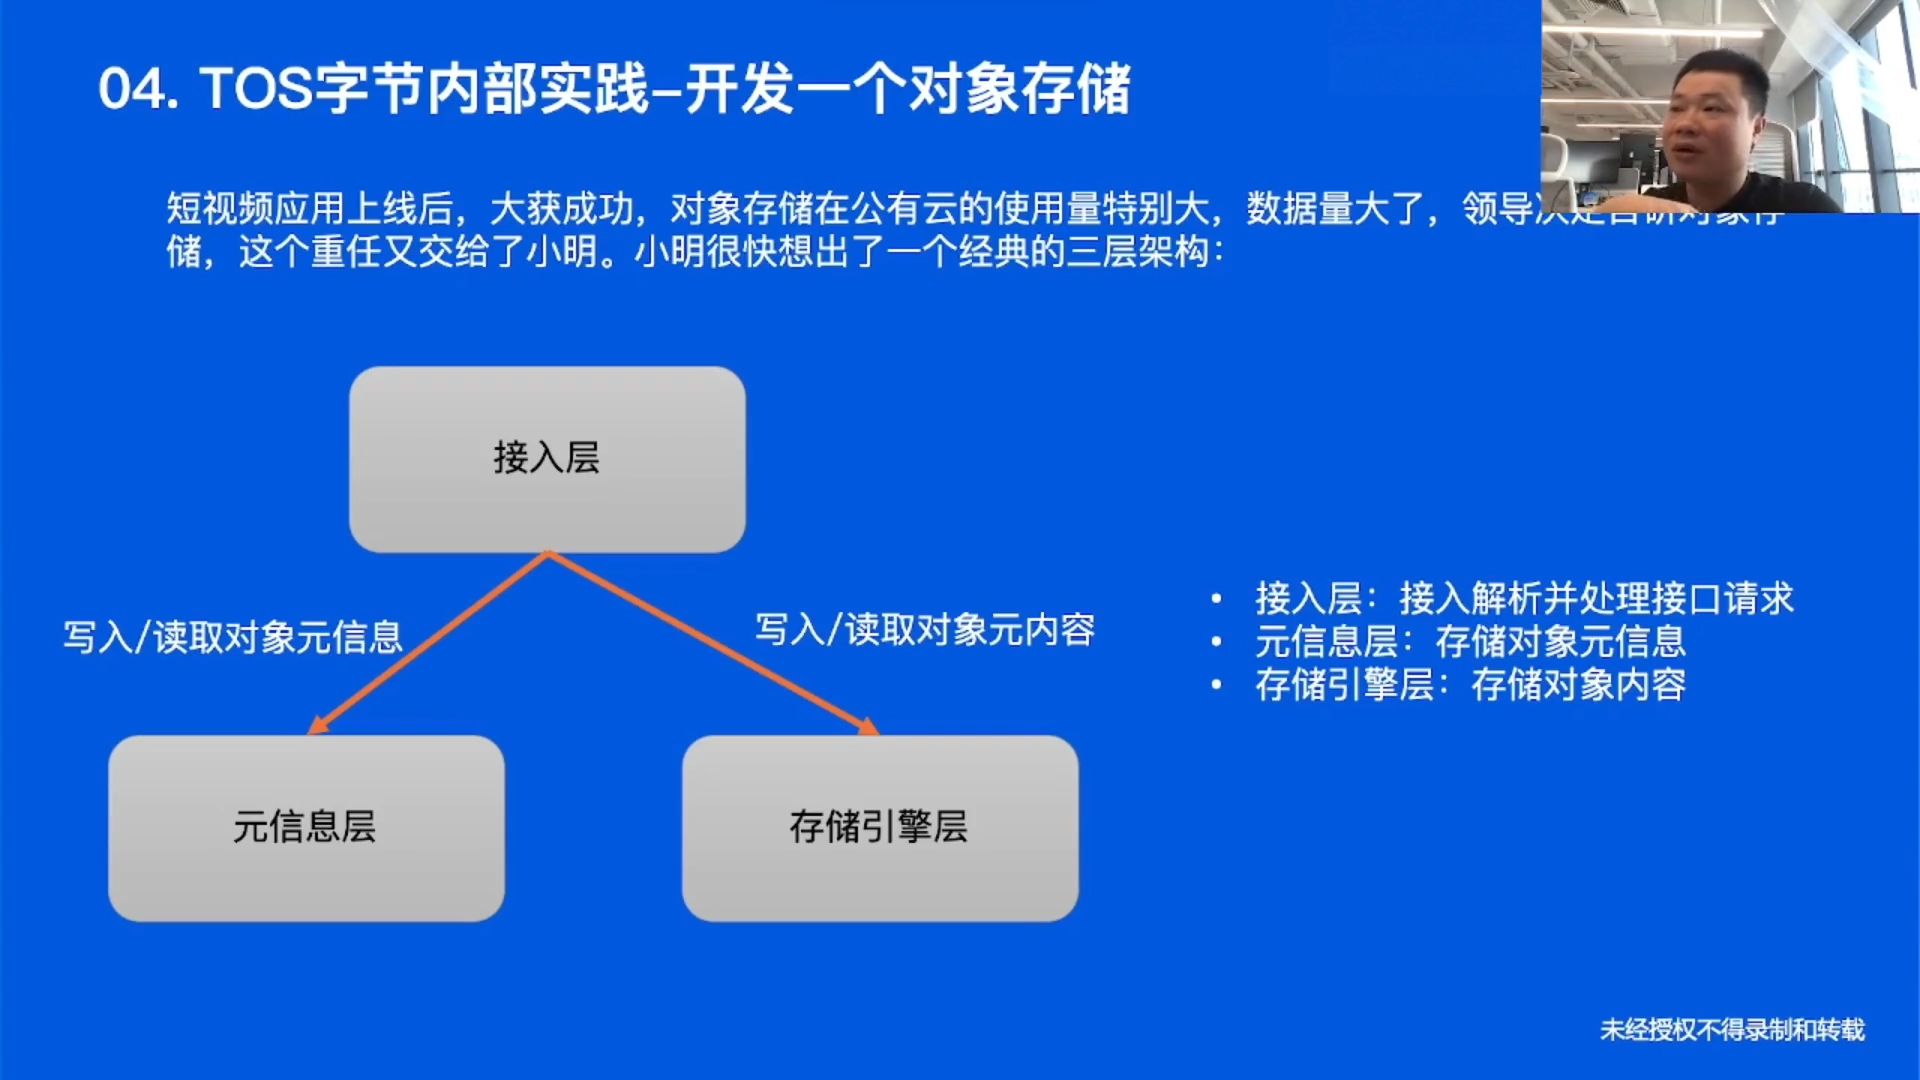 04. TOS字节内部实践-开发一个对象存储
短视频应用上线后，大获成功，对象存储在公有云的使用量特别大，数据量大了，领导决定自研对象存
储，这个重任又交给了小明。小明很快想出了一个经典的三层架构：
接入层
写入/读取对象元信息
写入/读取对象元内容
• 接入层：接入解析并处理接口请求
• 元信息层：存储对象元信息
• 存储引擎层：存储对象内容
元信息层
存储引擎层
未经授权不得录制和转载